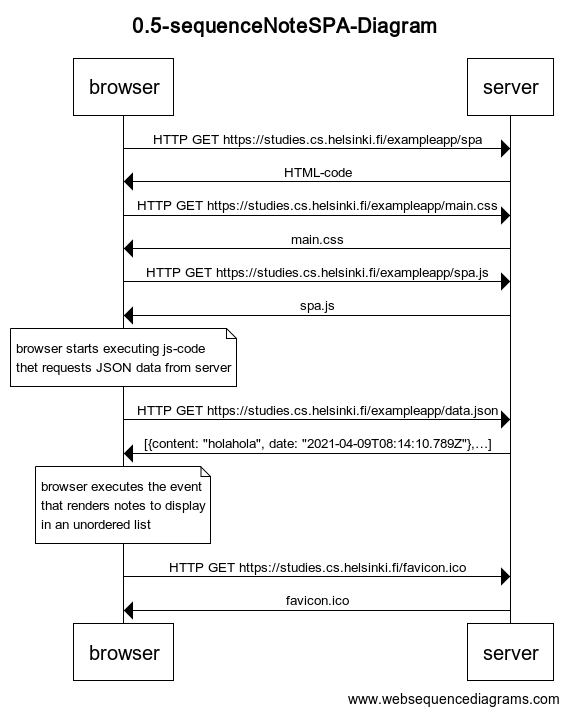 0.5-sequenceNoteSPA-Diagram
browser
server
HTTP GET https://studies.cs.helsinki.fi/exampleapp/spa
HTML-code
HTTP GET https://studies.cs.helsinki.fi/exampleapp/main.css
main.css
HTTP GET https://studies.cs.helsinki.fi/exampleapp/spa.js
spa.js
browser starts executing js-code
thet requests JSON data from server
HTTP GET https://studies.cs.helsinki.fi/exampleapp/data.json
[{content: "holahola", date: "2021-04-09T08:14:10.789Z"},…]
browser executes the event
that renders notes to display
in an unordered list
HTTP GET https://studies.cs.helsinki.fi/favicon.ico
favicon.ico
browser
server
www.websequencediagrams.com